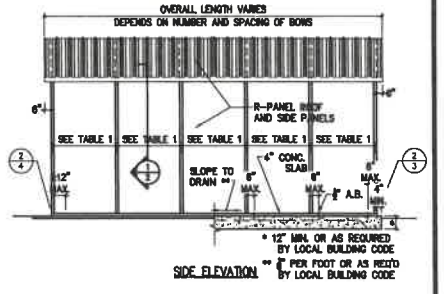 OVERALL LENGTH VARIES
DEPENDS ON NUMBER AND SPACING OF BOWS
6"
6"
R-PANEL ROOF
AND SIDE PANELS
SEE TABLE 1 SEE TABLE 1 SEE TABLE 1 SEE TABLE 1 SEE TABLE 1
2
4
2
3
12"
MAX.
1
SLOPE TO
DRAIN **
6"
MAX.
4" CONC.
SLAB
6"
MAX.
A.B.
6"
MAX.
4"
MIN.
* 12" MIN. OR AS REQUIRED
BY LOCAL BUILDING CODE
** PER FOOT OR AS REQ'D
BY LOCAL BUILDING CODE
SIDE ELEVATION